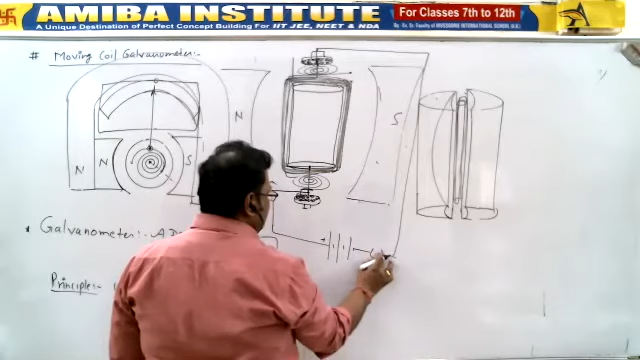 AMIBA INSTITUTE
A Unique Destination of Perfect Concept Building For IIT JEE, NEET & NDA
For Classes 7th to 12th
# Moving Coil Galvanometer:-
N
S
N
N
S
* Galvanometer:-
Principle:-